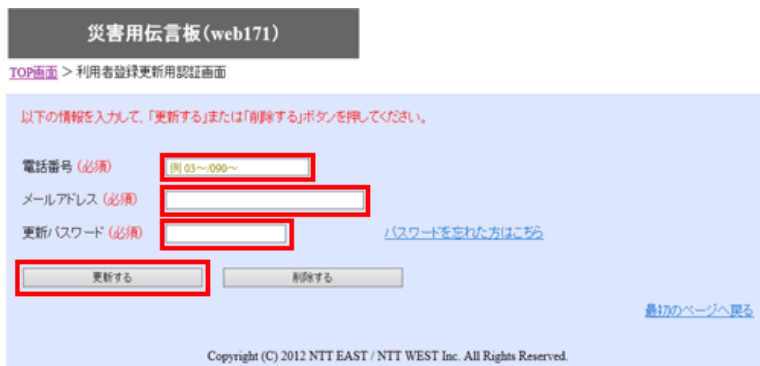 災害用伝言板(web171)
TOP画面 > 利用者登録更新用認証画面
以下の情報を入力して、「更新する」または「削除する」ボタンを押してください。
電話番号 (必須) 例 03～/090～
メールアドレス (必須)
更新パスワード (必須) パスワードを忘れた方はこちら
更新する 削除する
最初のページへ戻る
Copyright (C) 2012 NTT EAST / NTT WEST Inc. All Rights Reserved.